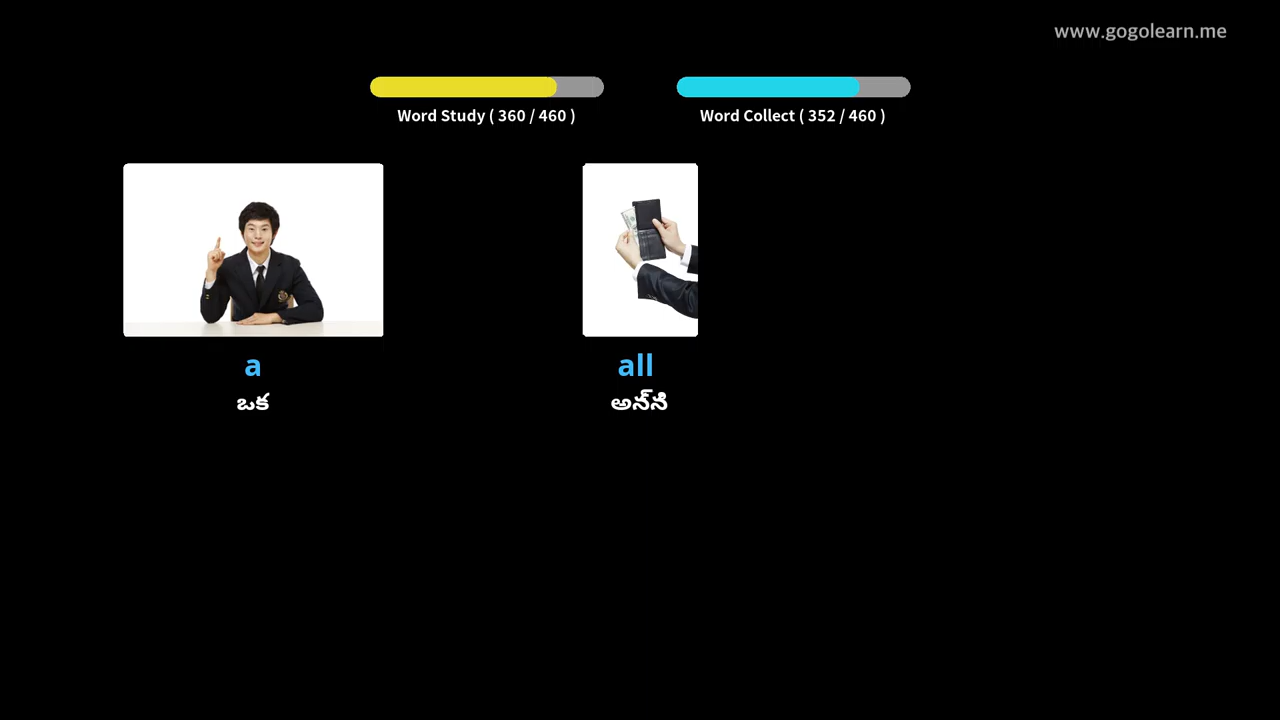 www.gogolearn.me
Word Study ( 360 / 460 )
Word Collect ( 352 / 460 )
a
ఒక
all
అన్‌ని